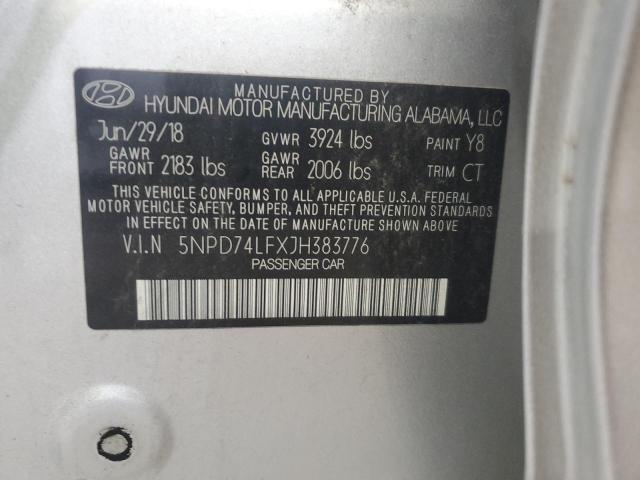 MANUFACTURED BY
HYUNDAI MOTOR MANUFACTURING ALABAMA, LLC
Jun/29/18 GVWR 3924 lbs PAINT Y8
GAWR FRONT 2183 lbs GAWR REAR 2006 lbs TRIM CT
THIS VEHICLE CONFORMS TO ALL APPLICABLE U.S.A. FEDERAL
MOTOR VEHICLE SAFETY, BUMPER, AND THEFT PREVENTION STANDARDS
IN EFFECT ON THE DATE OF MANUFACTURE SHOWN ABOVE
V.I.N 5NPD74LFXJH383776
PASSENGER CAR